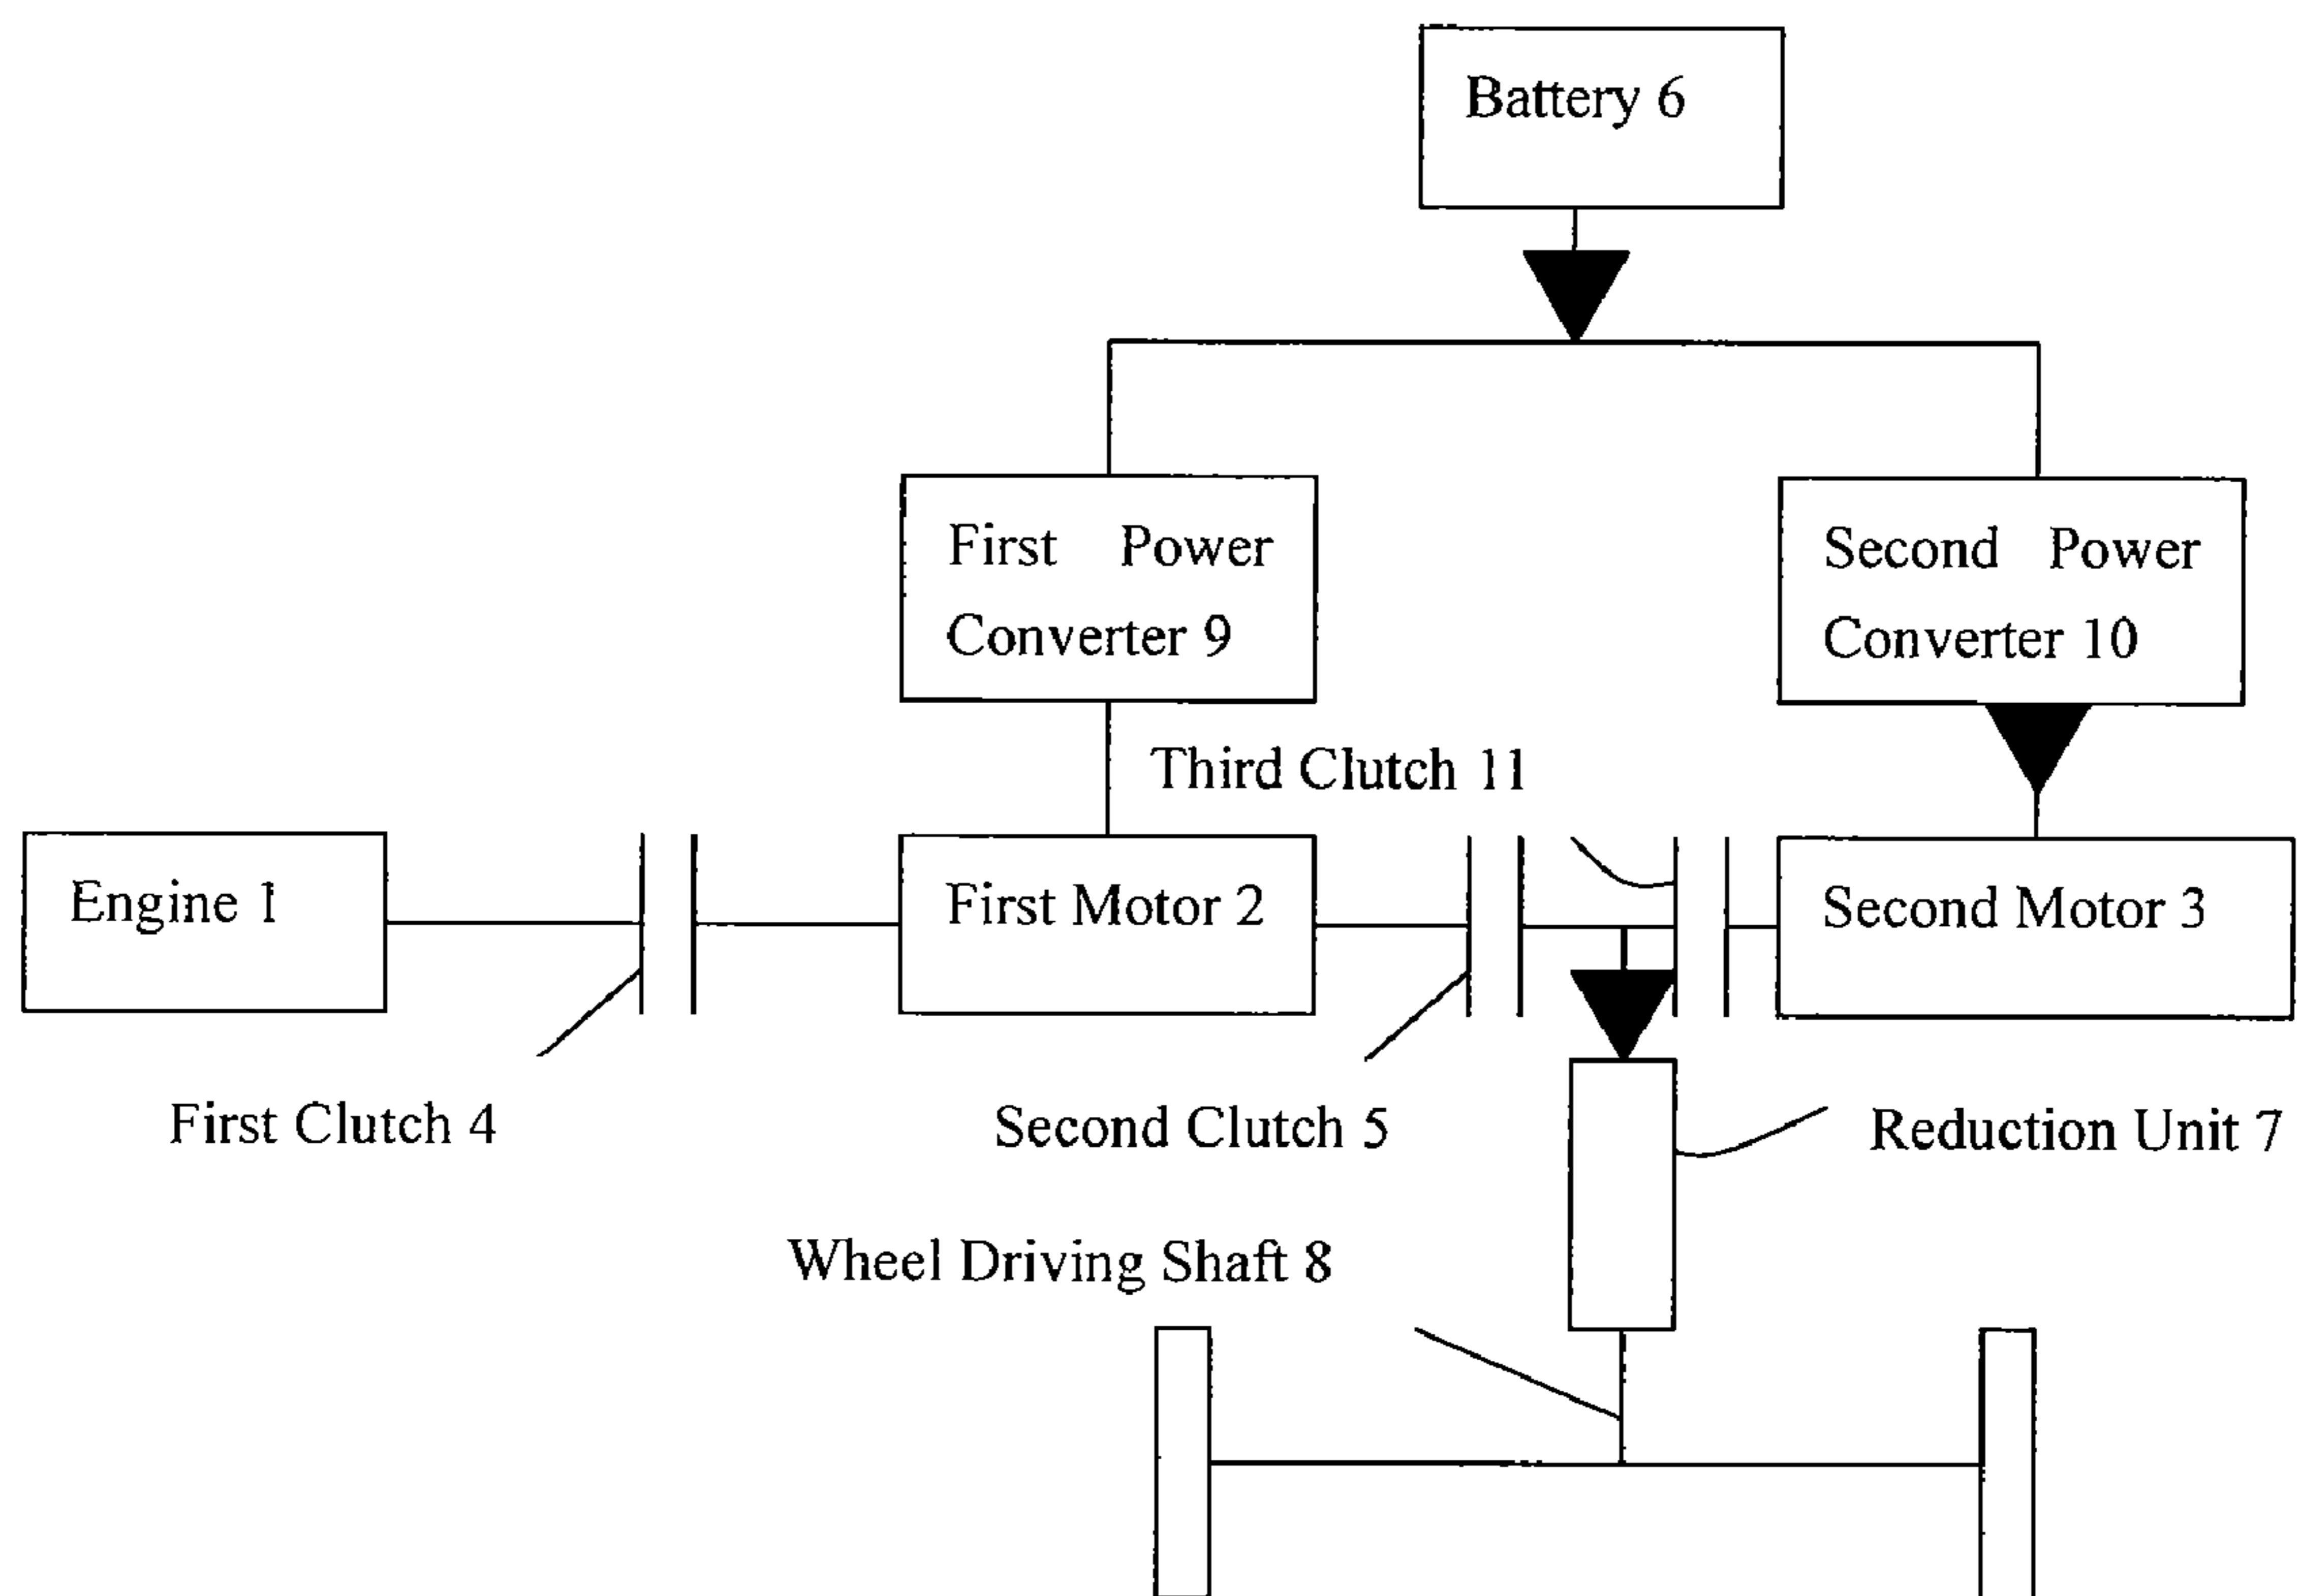 Battery 6
First Power
Converter 9
Second Power
Converter 10
Third Clutch 11
Engine 1
First Motor 2
Second Motor 3
First Clutch 4
Second Clutch 5
Reduction Unit 7
Wheel Driving Shaft 8